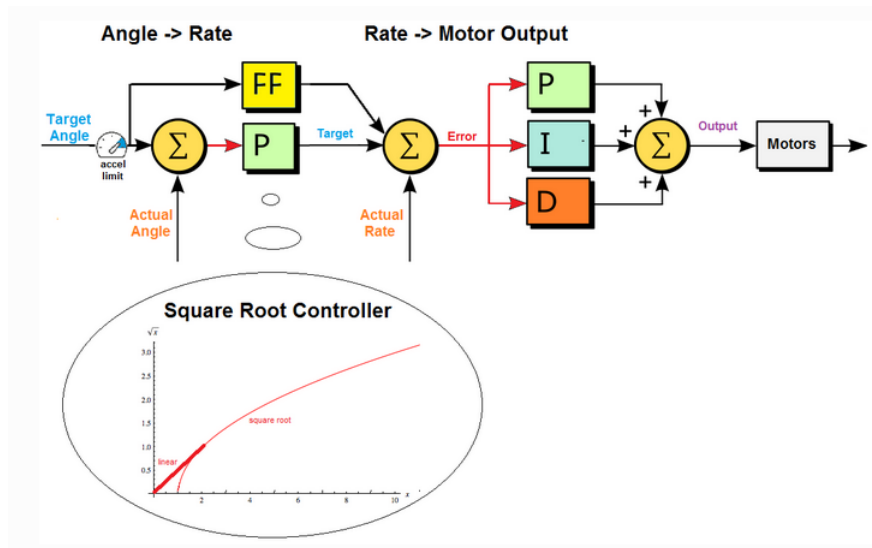 Angle -> Rate
Rate -> Motor Output
FF
P
Target
Angle
accel
limit
Σ
P
Target
Σ
Error
P
I
D
+
+
+
Σ
Output
Motors
Actual
Angle
Actual
Rate
Square Root Controller
√x
3.0
2.5
2.0
1.5
1.0
0.5
square root
linear
2
4
6
8
10
x